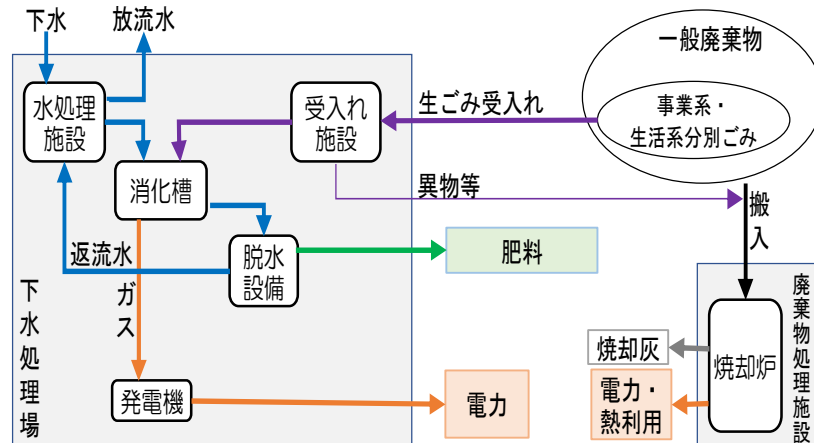 下水
放流水
一般廃棄物
水処理
施設
受入れ
施設
生ごみ受入れ
事業系・
生活系分別ごみ
消化槽
異物等
搬入
返流水
脱水
設備
肥料
ガス
下水処理場
廃棄物処理施設
焼却灰
焼却炉
発電機
電力
電力・
熱利用